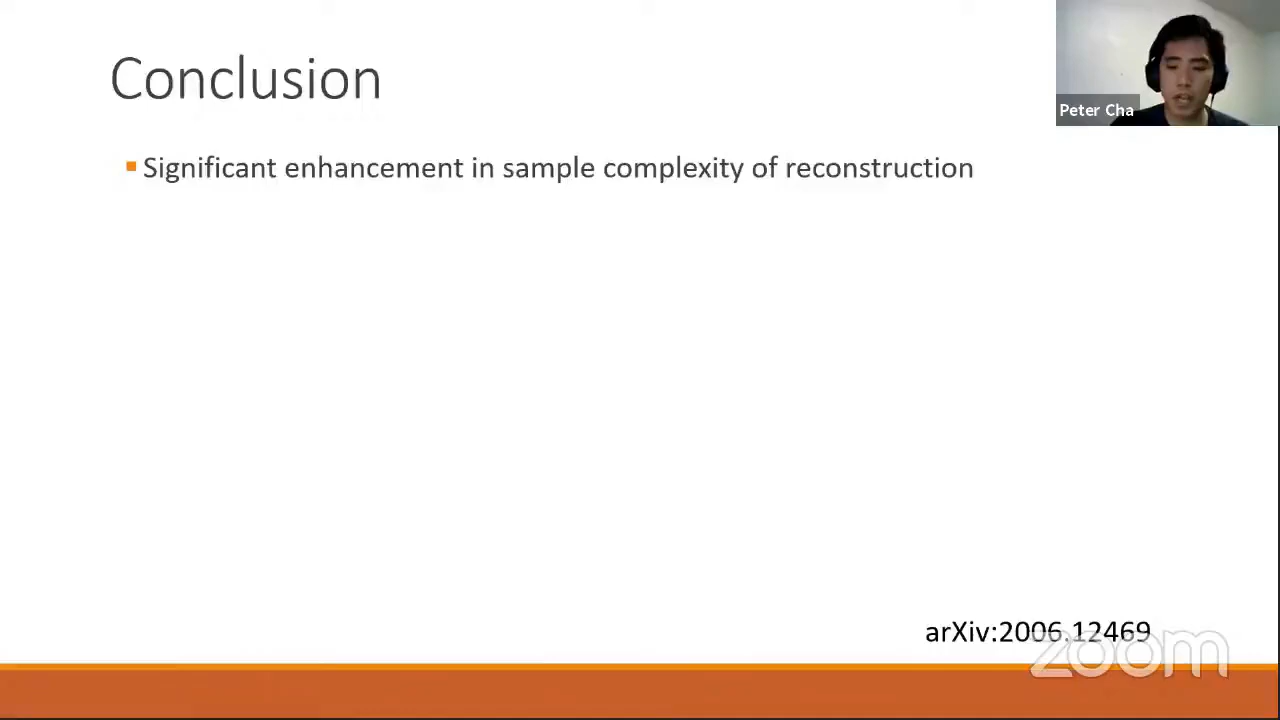 Conclusion
Peter Cha
Significant enhancement in sample complexity of reconstruction
arXiv:2006.12469
zoom